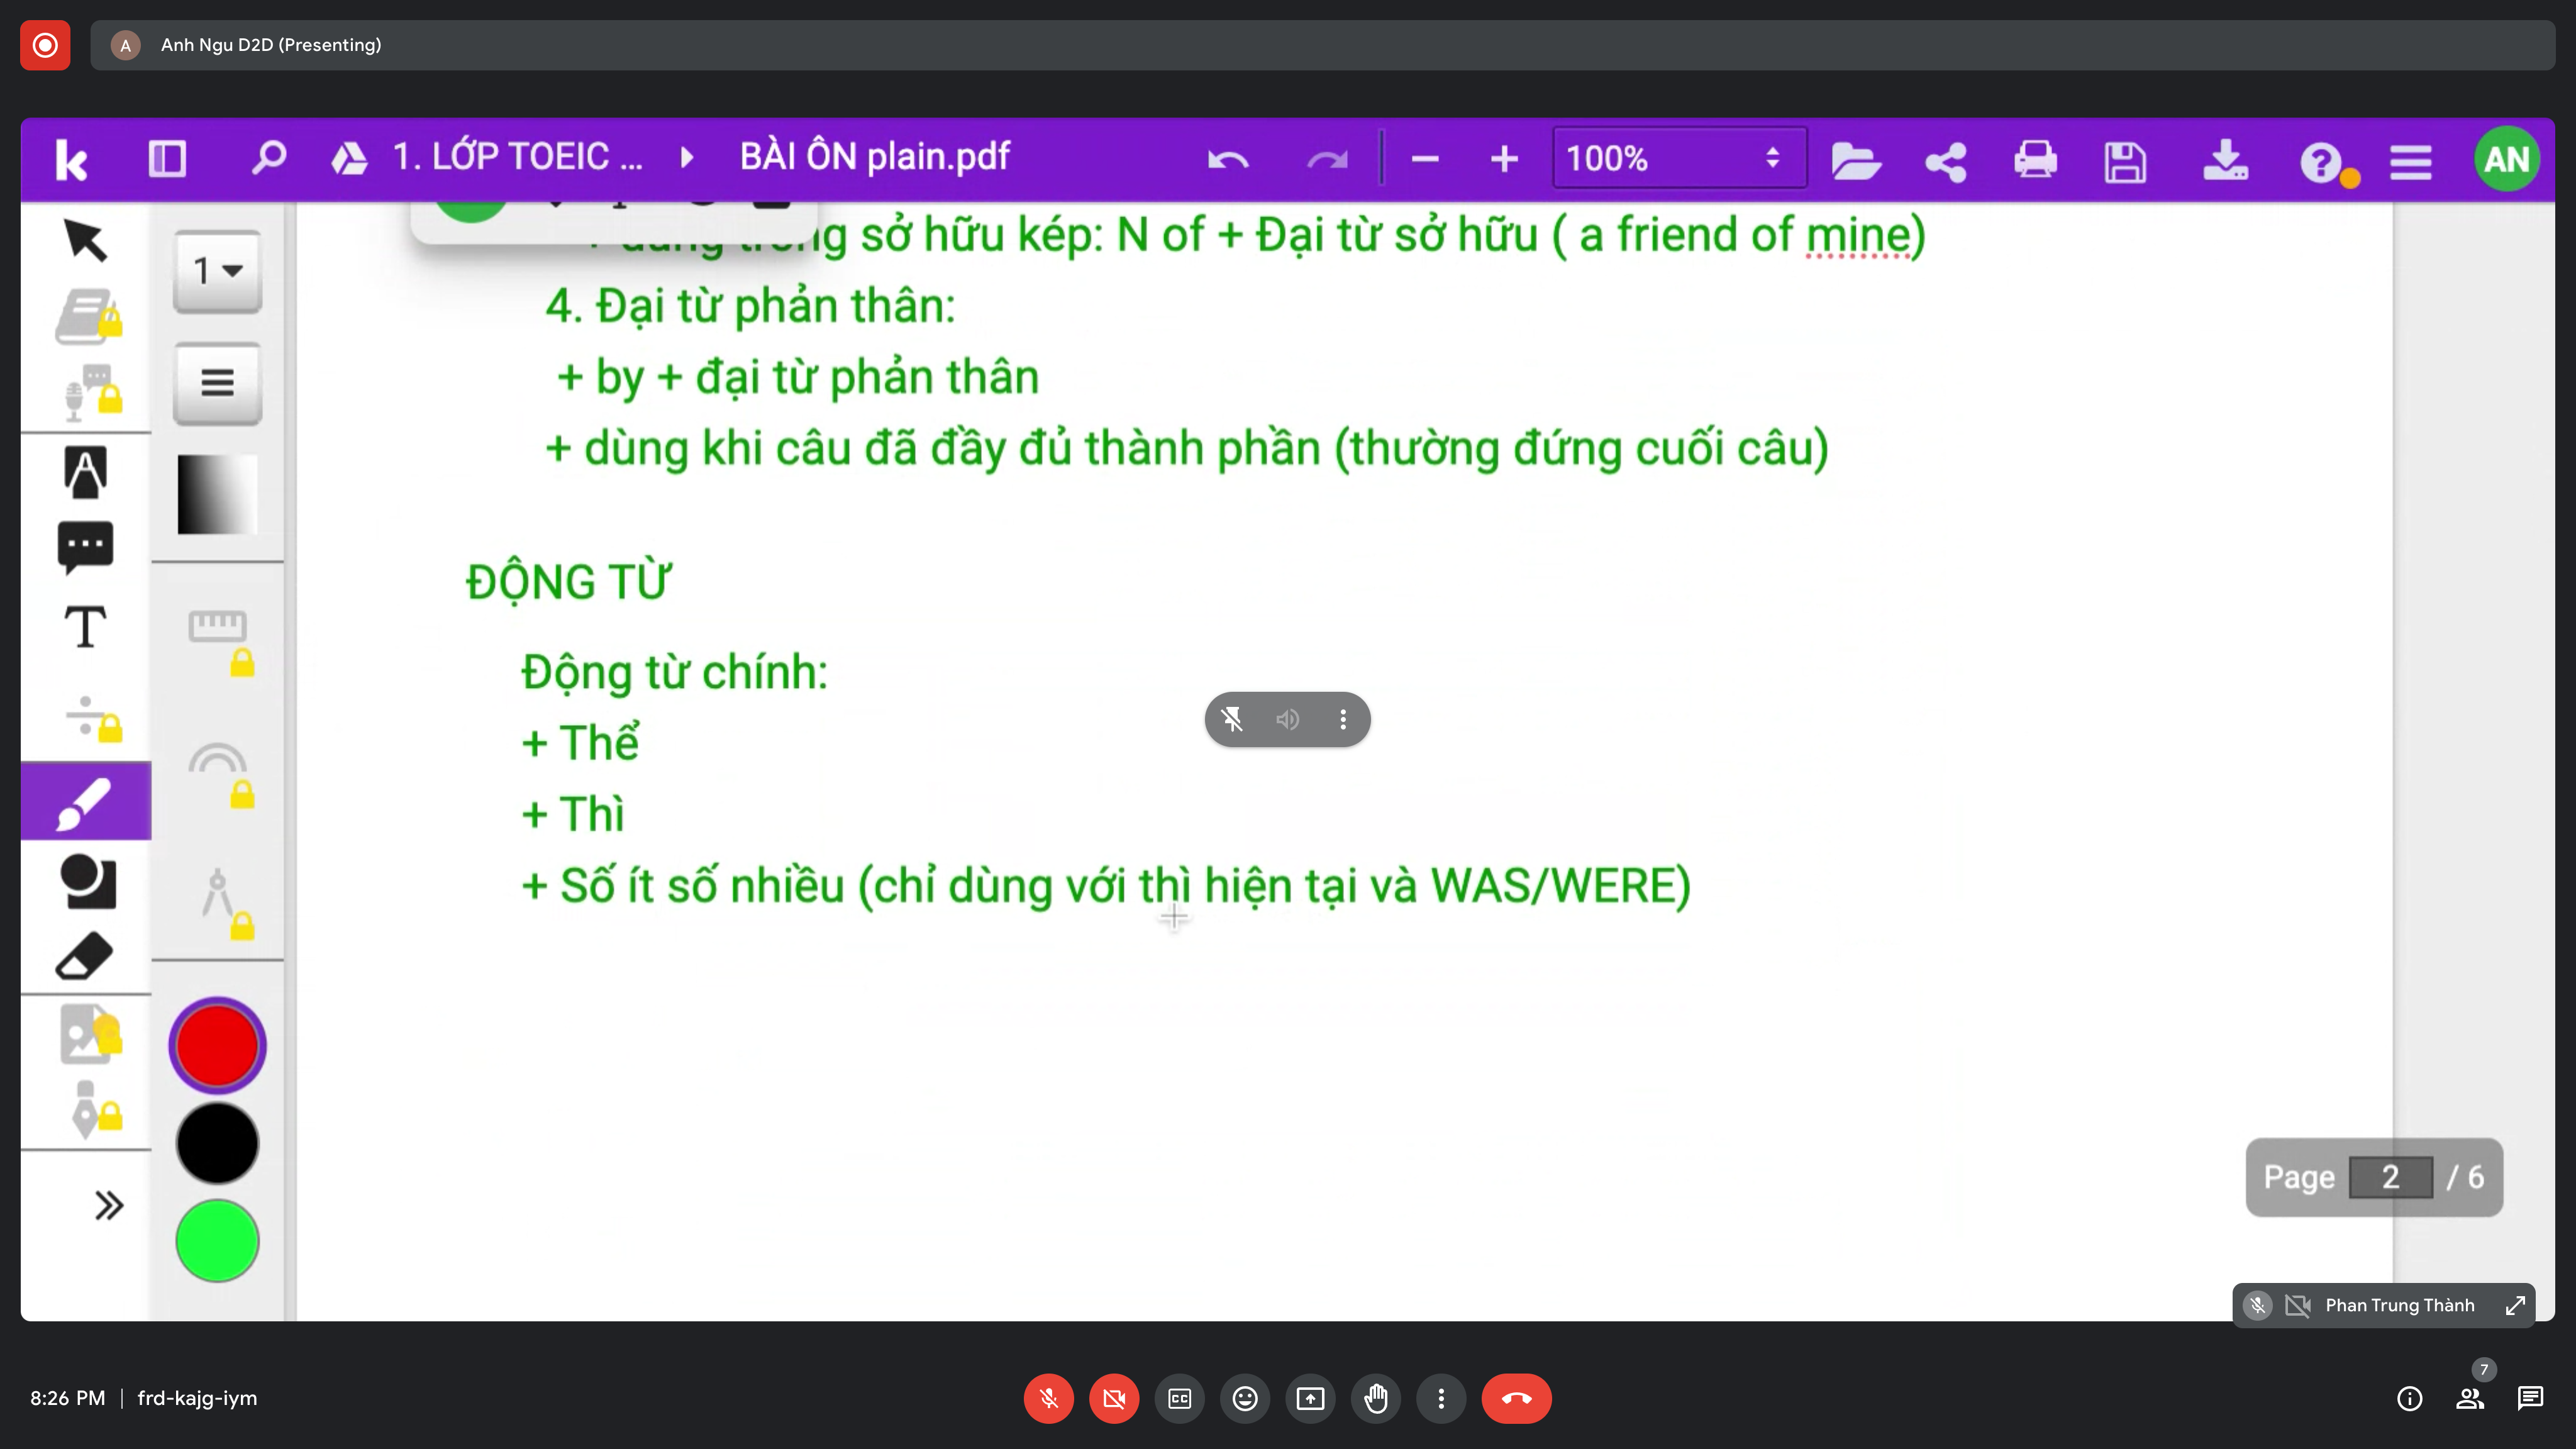 A Anh Ngu D2D (Presenting)
k 1. LỚP TOEIC ... BÀI ÔN plain.pdf 100% ? AN
1
sở hữu kép: N of + Đại từ sở hữu ( a friend of mine)
4. Đại từ phản thân:
+ by + đại từ phản thân
+ dùng khi câu đã đầy đủ thành phần (thường đứng cuối câu)
ĐỘNG TỪ
Động từ chính:
+ Thể
+ Thì
+ Số ít số nhiều (chỉ dùng với thì hiện tại và WAS/WERE)
A
T
Page 2 / 6
Phan Trung Thành
8:26 PM | frd-kajg-iym
CC
7